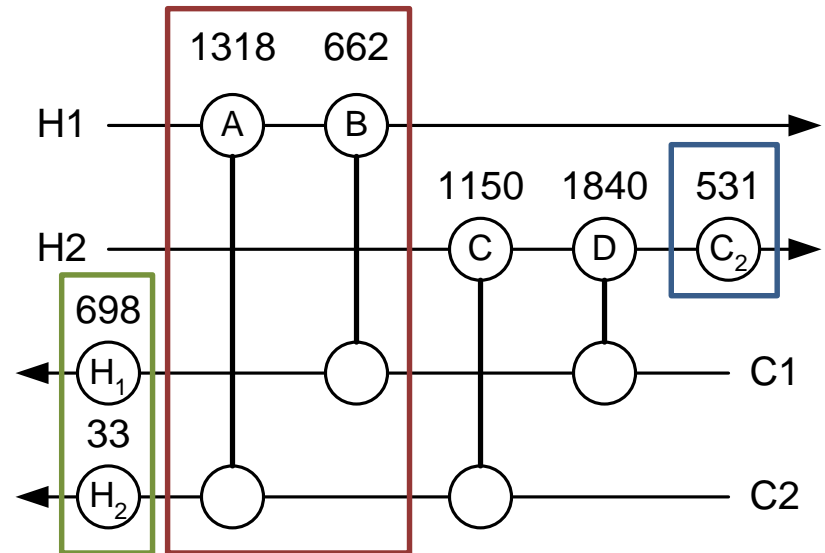 1318 662
H1 A B
1150 1840 531
H2 C D C₂
698
H₁ C1
33
H₂ C2